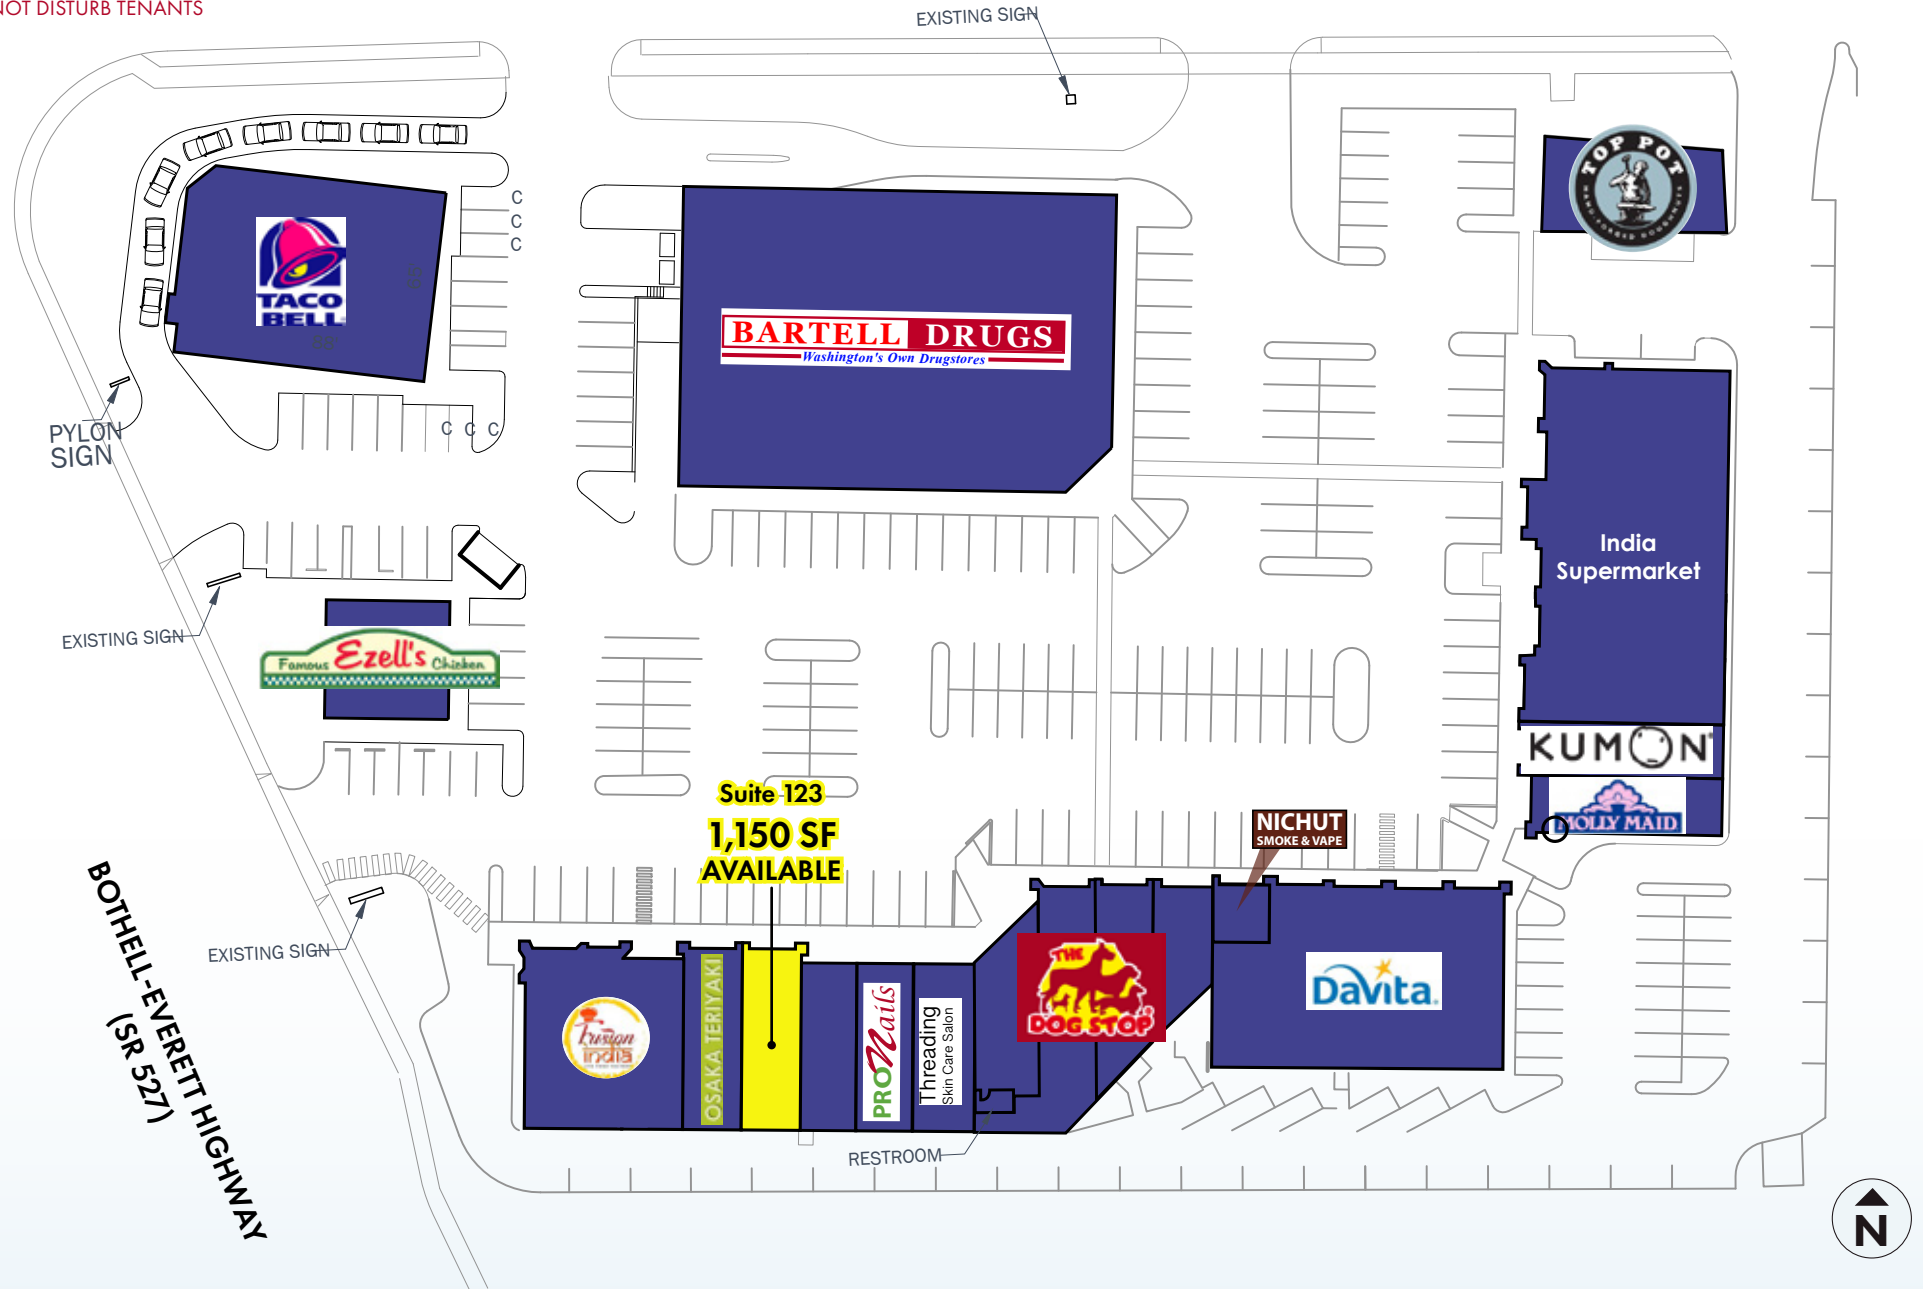 NOT DISTURB TENANTS
EXISTING SIGN
TOP POT
HAND-FORGED DOUGHNUTS
C
C
C
TACO
BELL
BARTELL DRUGS
Washington's Own Drugstores
PYLON
SIGN
C C C
India
Supermarket
EXISTING SIGN
Famous Ezell's Chicken
KUMON
MOLLY MAID
Suite 123
1,150 SF
AVAILABLE
NICHUT
SMOKE & VAPE
EXISTING SIGN
BOTHELL-EVERETT HIGHWAY
(SR 527)
Fusion
india
OSAKA TERIYAKI
PRO Nails
Threading
Skin Care Salon
THE
DOG STOP
DaVita.
RESTROOM
N